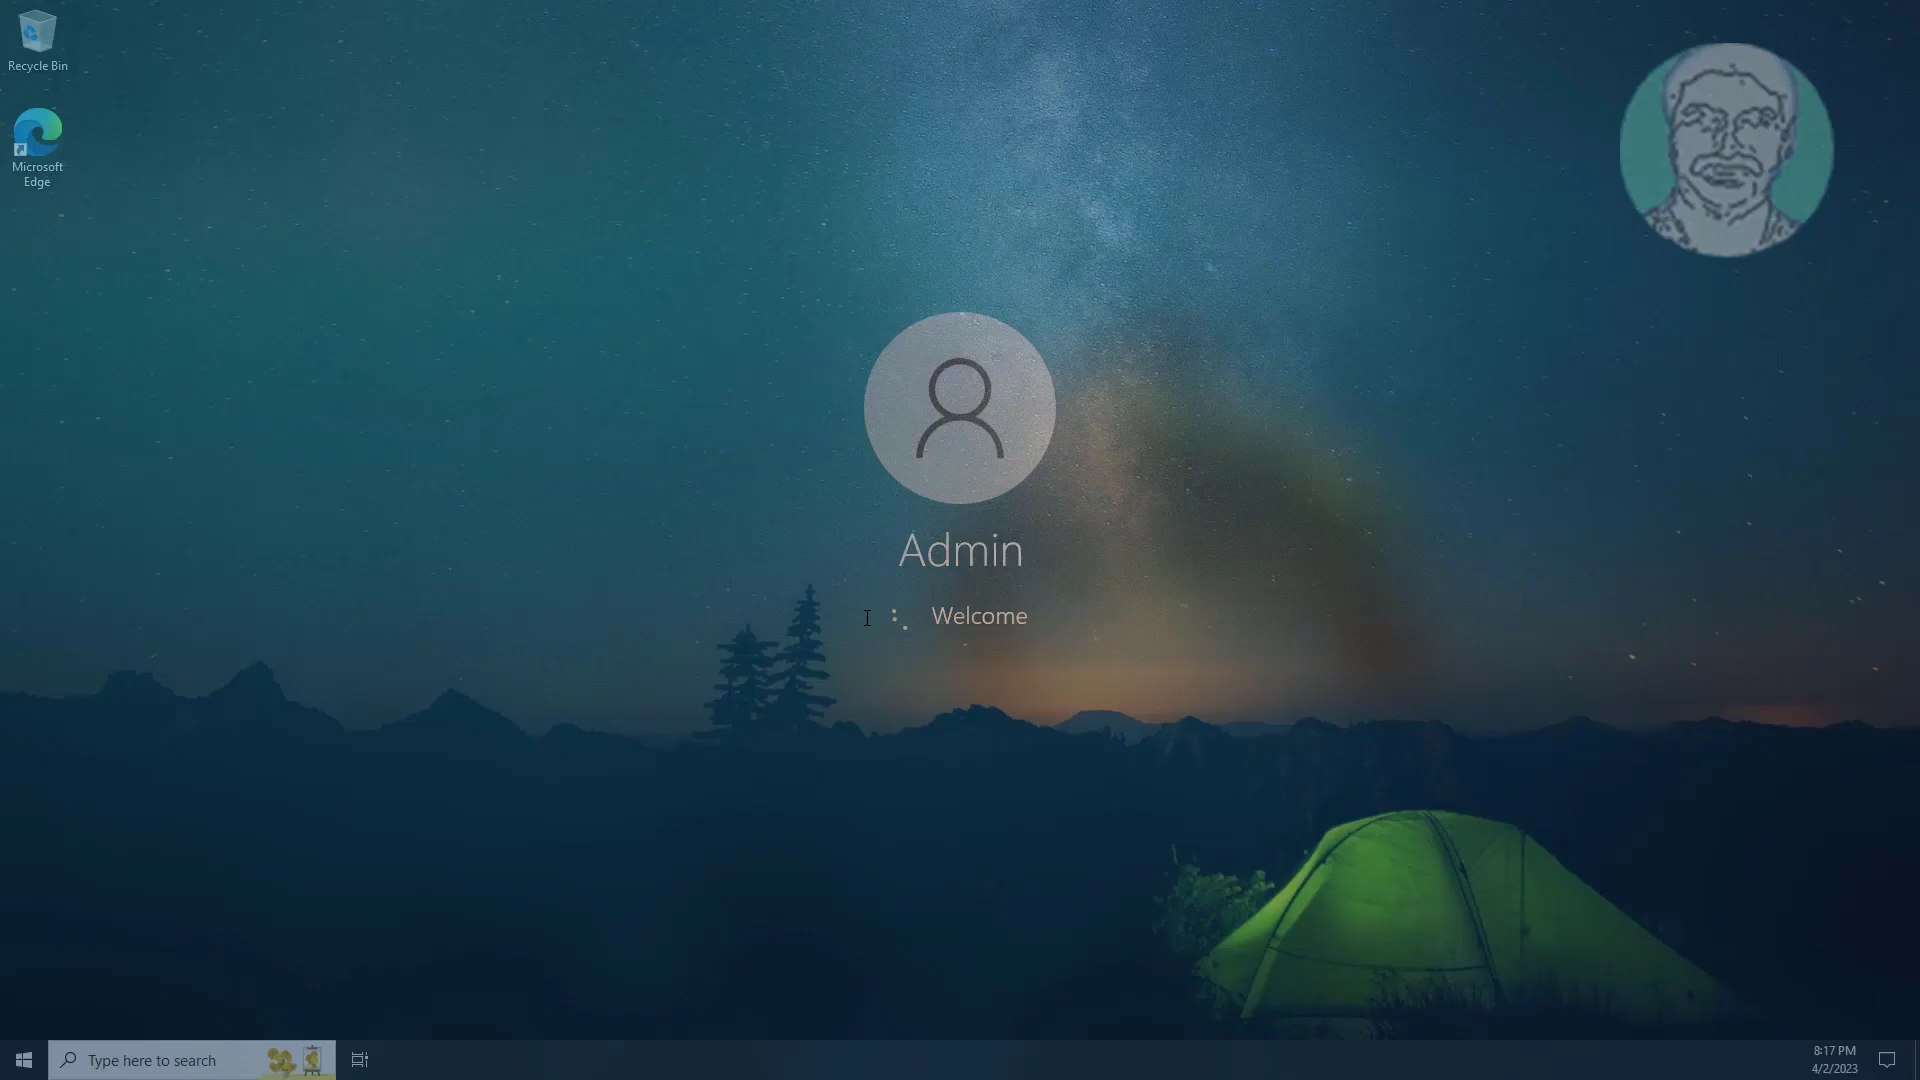 Recycle Bin
Microsoft
Edge
Admin
Welcome
Type here to search
8:17 PM
4/2/2023